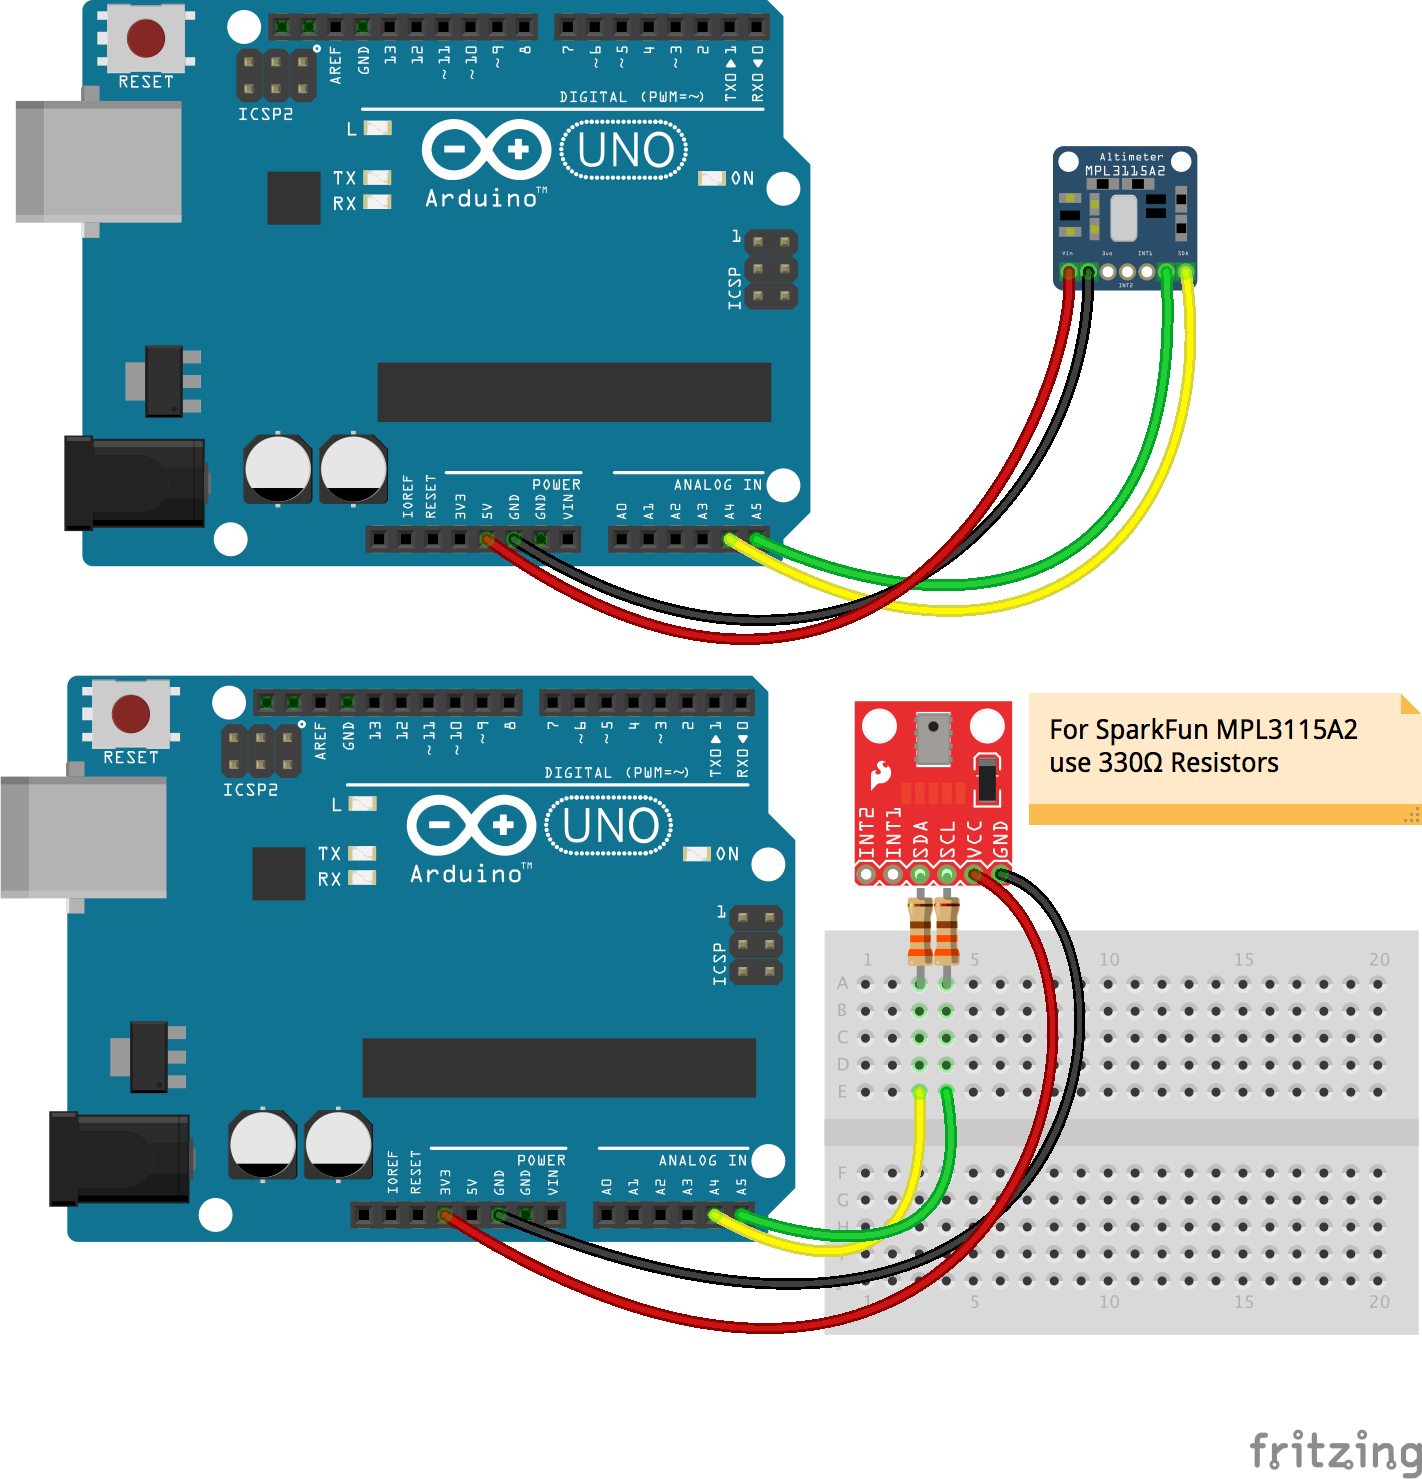 RESET
ICSP2
AREF
GND
13
12
~11
~10
~9
8
7
~6
~5
4
~3
2
TX0▶1
RX0◀0
DIGITAL (PWM=~)
L
TX
RX
UNO
Arduino™
ON
1
ICSP
IOREF
RESET
3V3
5V
GND
GND
VIN
POWER
A0
A1
A2
A3
A4
A5
ANALOG IN
Altimeter
MPL3115A2
Vin
3vo
INT2
INT1
SDA
RESET
ICSP2
AREF
GND
13
12
~11
~10
~9
8
7
~6
~5
4
~3
2
TX0▶1
RX0◀0
DIGITAL (PWM=~)
L
TX
RX
UNO
Arduino™
ON
1
ICSP
IOREF
RESET
3V3
5V
GND
GND
VIN
POWER
A0
A1
A2
A3
A4
A5
ANALOG IN
INT2
INT1
SDA
SCL
VCC
GND
For SparkFun MPL3115A2
use 330Ω Resistors
1 5 10 15 20
A
B
C
D
E
F
G
H
1 5 10 15 20
fritzing